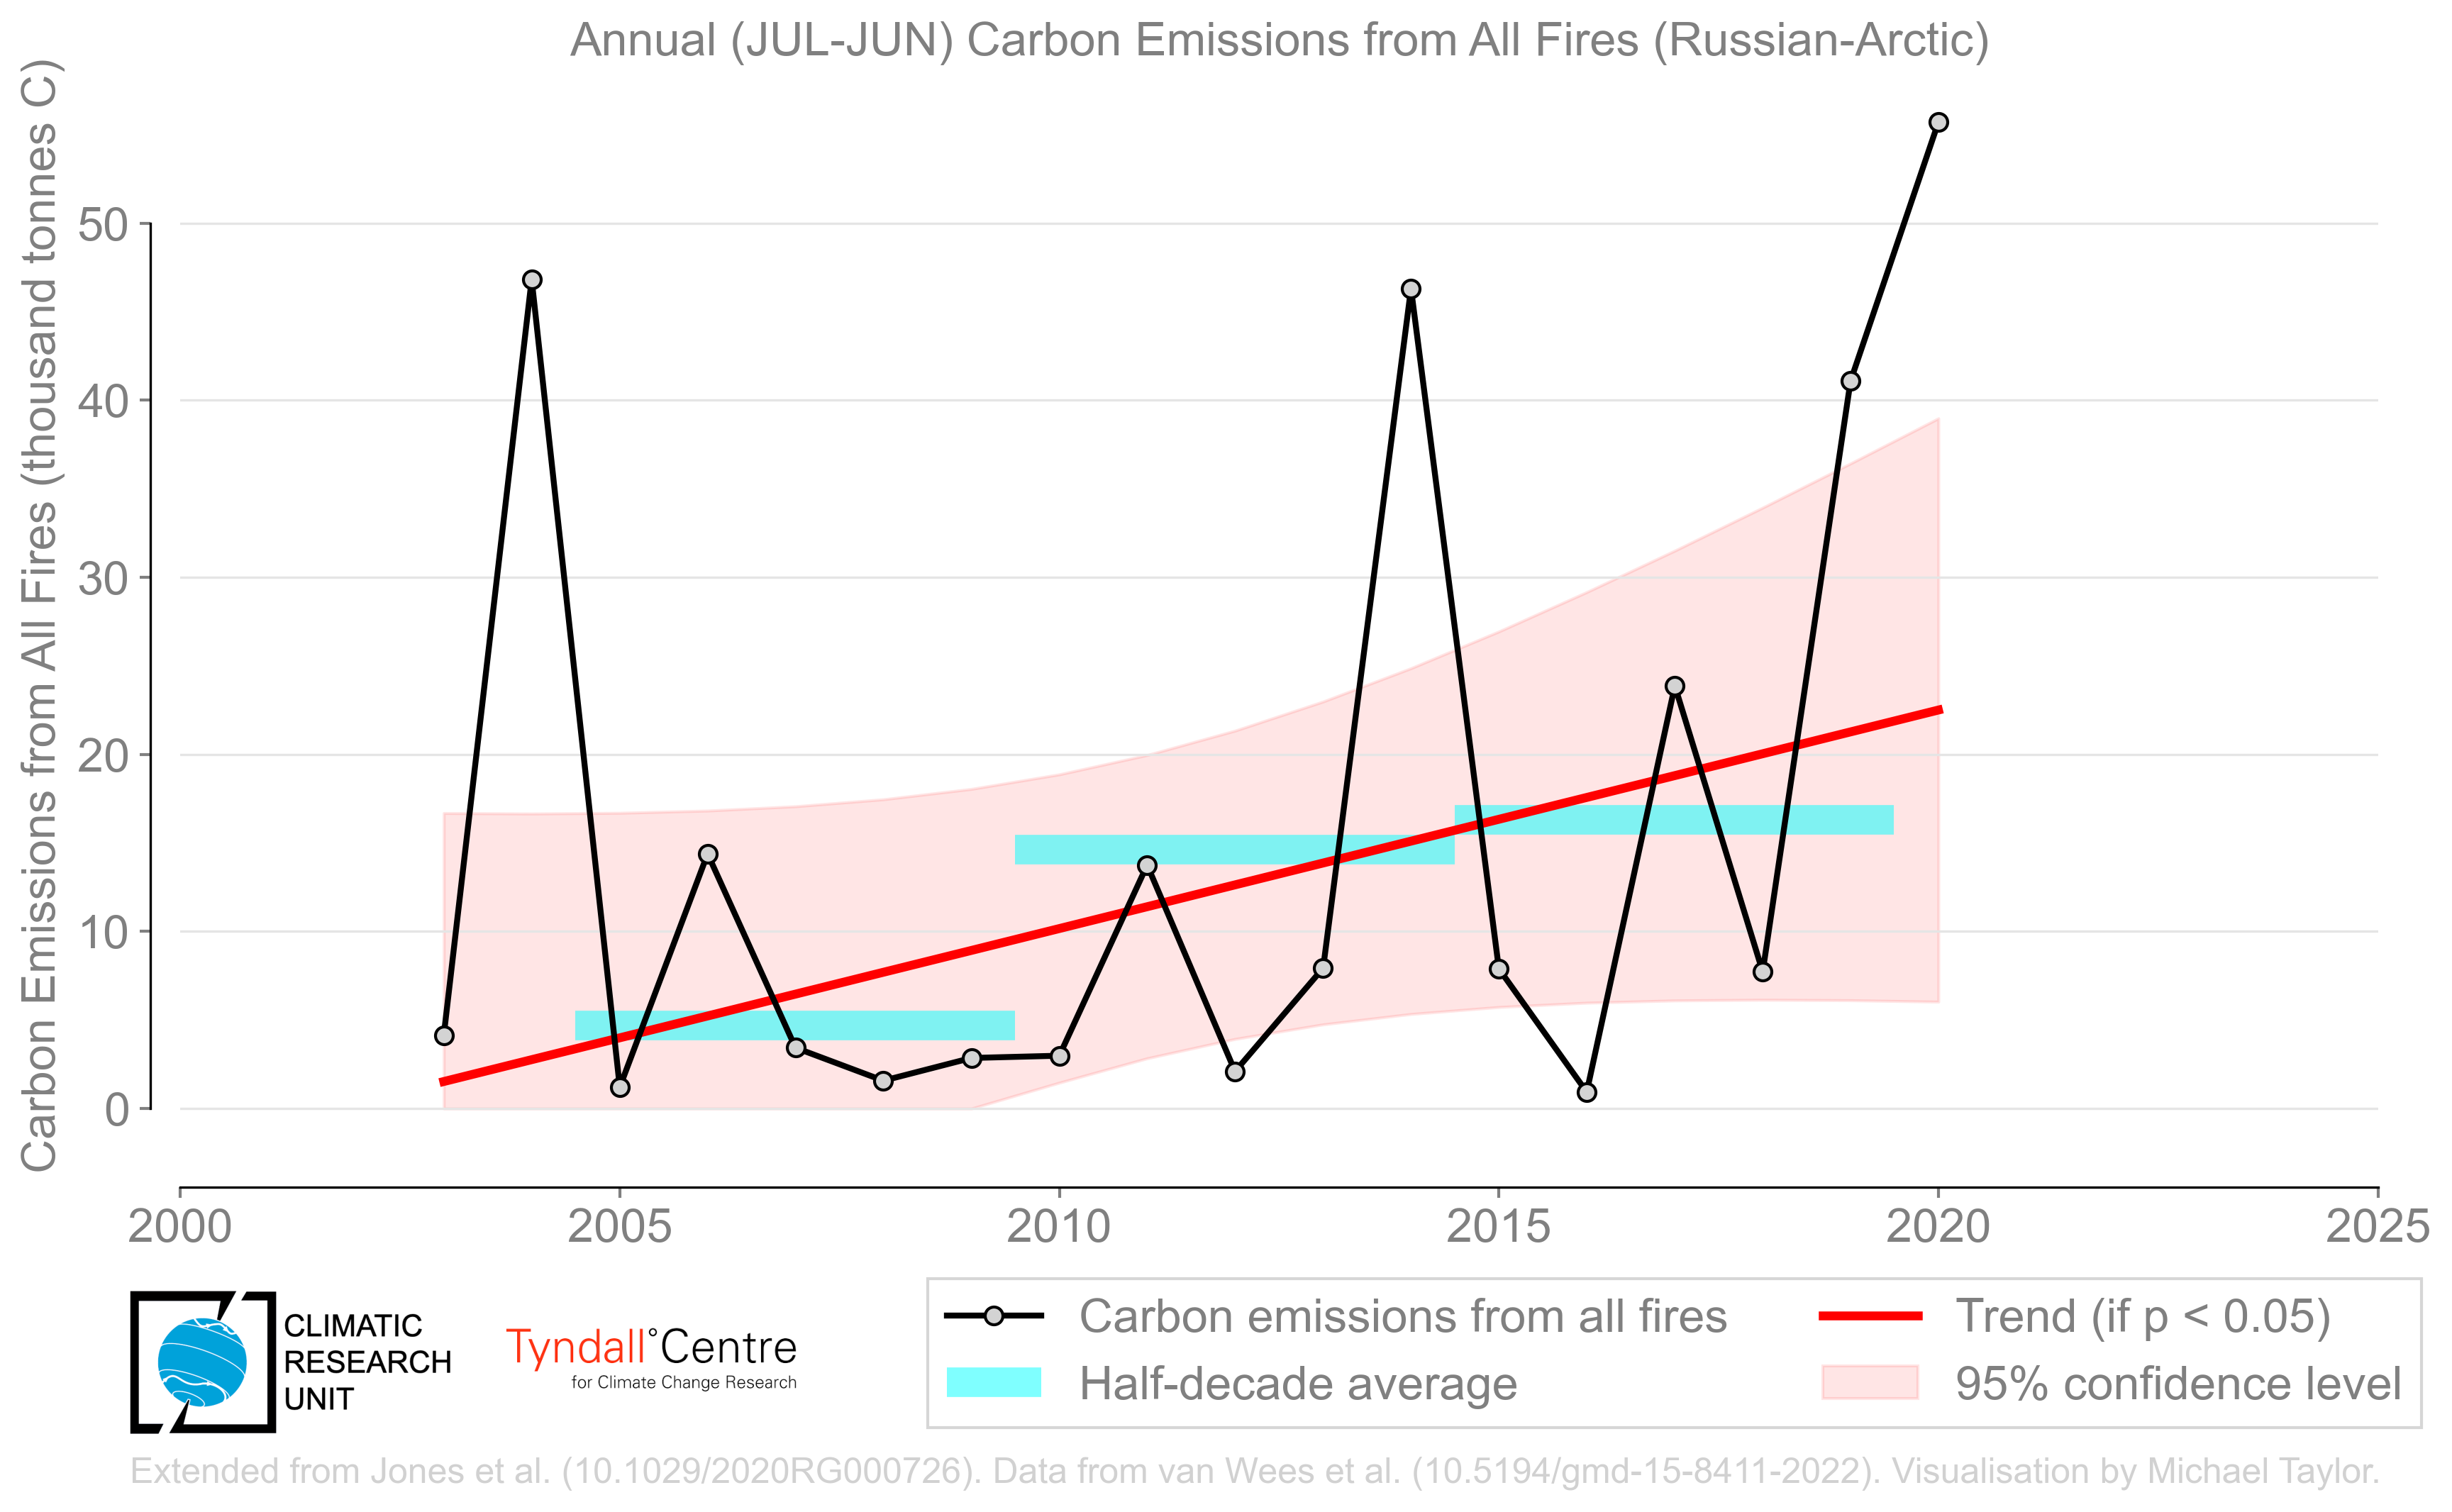 Annual (JUL-JUN) Carbon Emissions from All Fires (Russian-Arctic)
Carbon Emissions from All Fires (thousand tonnes C)
50
40
30
20
10
0
2000 2005 2010 2015 2020 2025
CLIMATIC
RESEARCH
UNIT
Tyndall°Centre
for Climate Change Research
Carbon emissions from all fires
Half-decade average
Trend (if p < 0.05)
95% confidence level
Extended from Jones et al. (10.1029/2020RG000726). Data from van Wees et al. (10.5194/gmd-15-8411-2022). Visualisation by Michael Taylor.